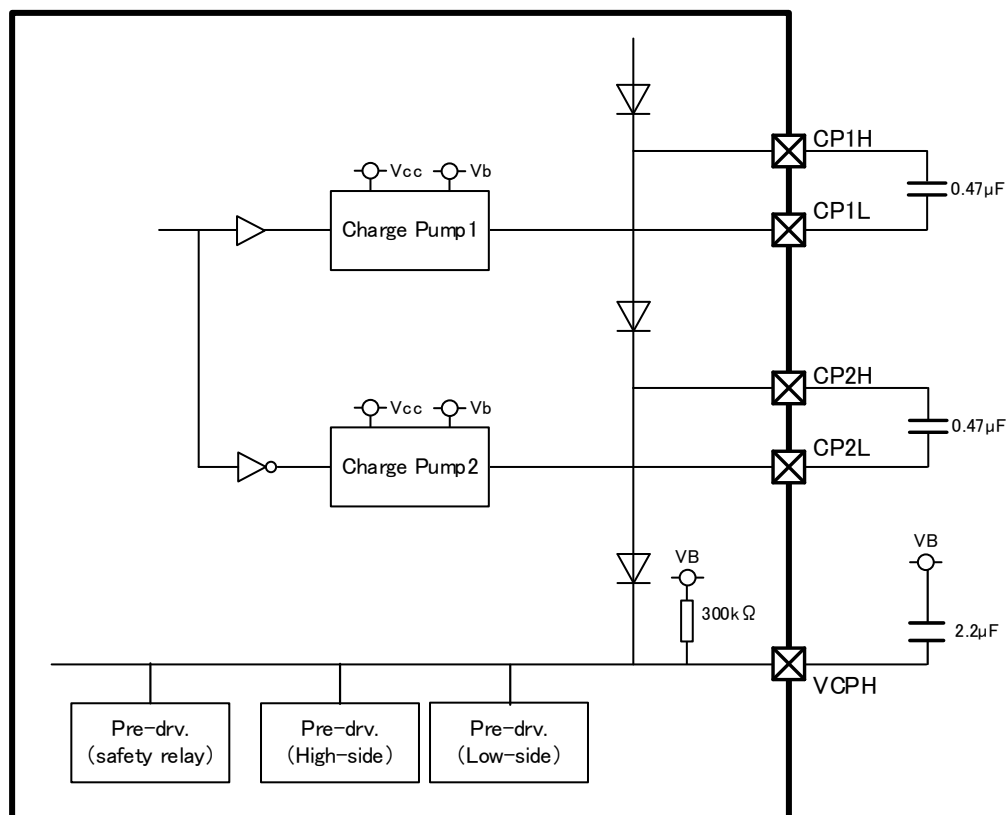 CP1H
Vcc
Vb
0.47μF
Charge Pump1
CP1L
CP2H
Vcc
Vb
0.47μF
Charge Pump2
CP2L
VB
VB
300kΩ
2.2μF
VCPH
Pre-drv.
(safety relay)
Pre-drv.
(High-side)
Pre-drv.
(Low-side)